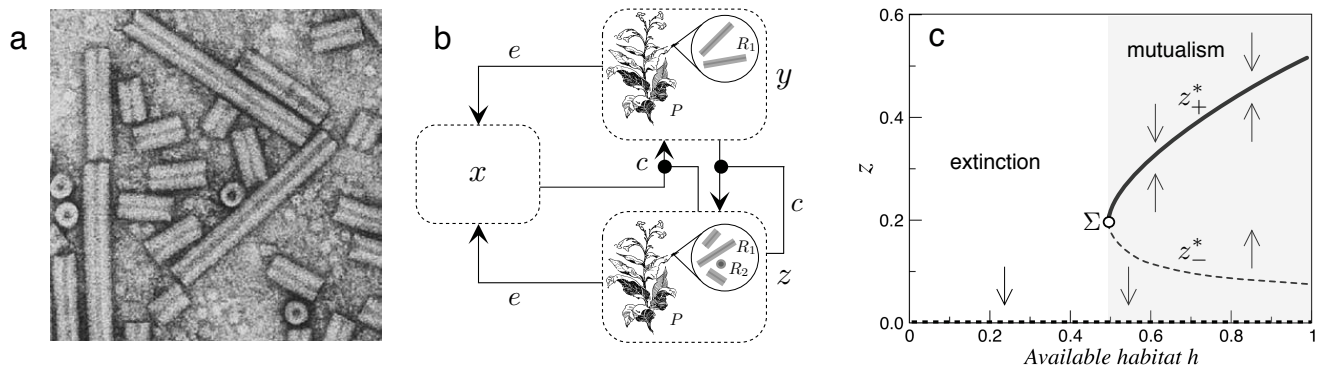 a
b
e
R₁
P
y
x
c
c
R₁
R₂
P
z
e
c
0.6
mutualism
z*₊
0.4
extinction
z
Σ
0.2
z*₋
0.0
0
0.2
0.4
0.6
0.8
1
Available habitat h